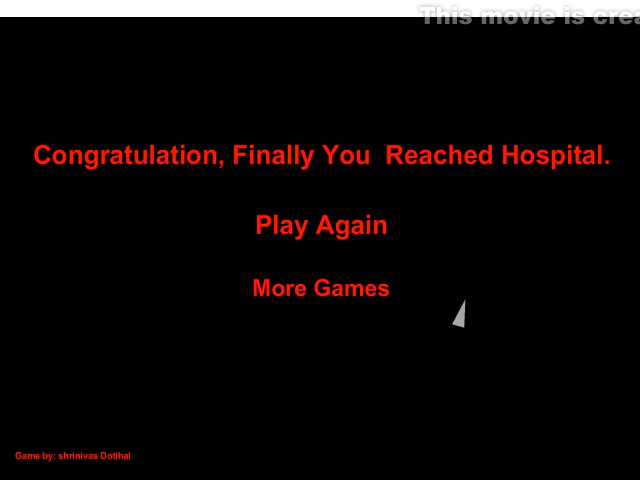 This movie is crea
Congratulation, Finally You Reached Hospital.
Play Again
More Games
Game by: shrinivas Dotihal